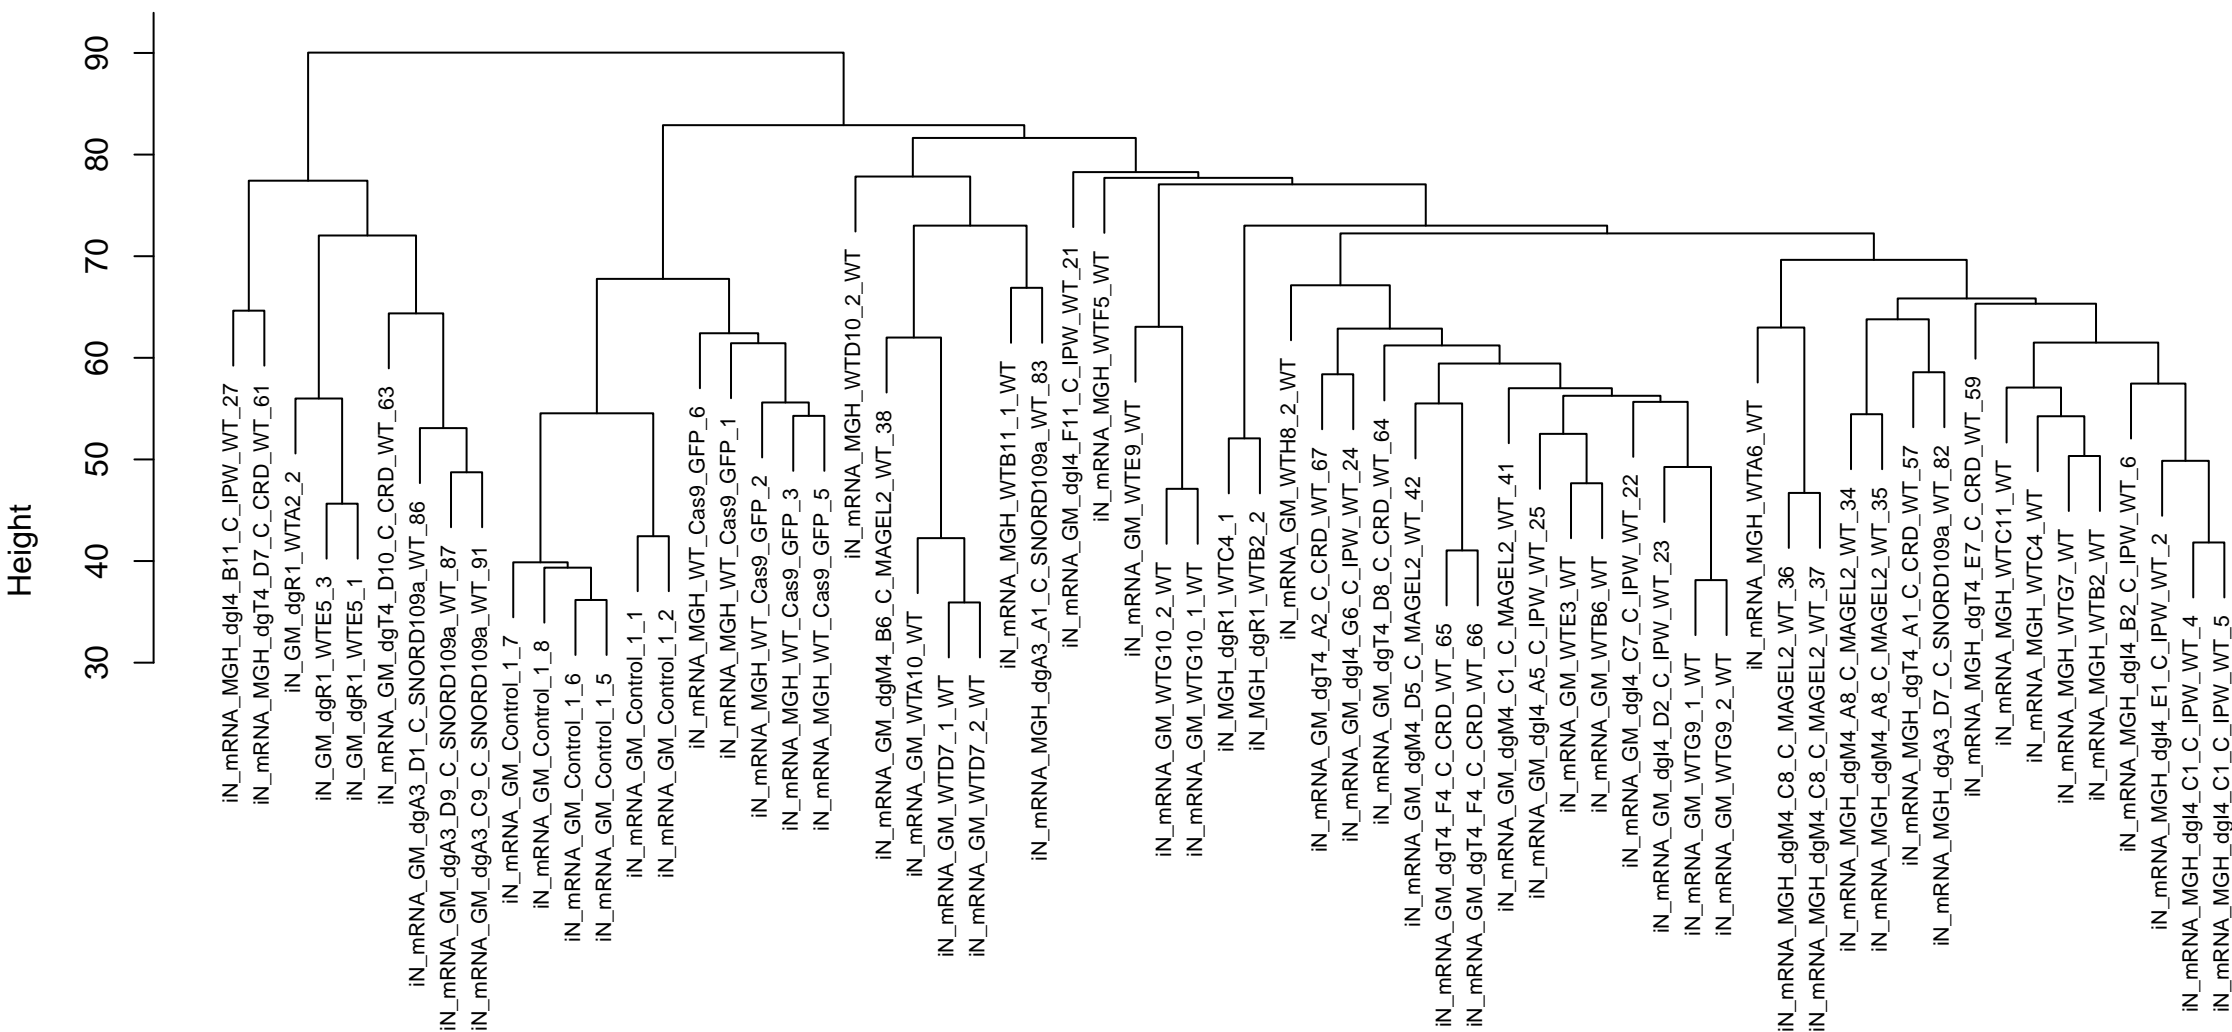 Height
90
80
70
60
50
40
30
iN_mRNA_MGH_dgI4_B11_C_IPW_WT_27
iN_mRNA_MGH_dgT4_D7_C_CRD_WT_61
iN_GM_dgR1_WTA2_2
iN_GM_dgR1_WTE5_3
iN_GM_dgR1_WTE5_1
iN_mRNA_GM_dgT4_D10_C_CRD_WT_63
iN_mRNA_GM_dgA3_D1_C_SNORD109a_WT_86
iN_mRNA_GM_dgA3_D9_C_SNORD109a_WT_87
iN_mRNA_GM_dgA3_C9_C_SNORD109a_WT_91
iN_mRNA_GM_Control_1_7
iN_mRNA_GM_Control_1_8
iN_mRNA_GM_Control_1_6
iN_mRNA_GM_Control_1_5
iN_mRNA_GM_Control_1_1
iN_mRNA_GM_Control_1_2
iN_mRNA_MGH_WT_Cas9_GFP_6
iN_mRNA_MGH_WT_Cas9_GFP_1
iN_mRNA_MGH_WT_Cas9_GFP_2
iN_mRNA_MGH_WT_Cas9_GFP_3
iN_mRNA_MGH_WT_Cas9_GFP_5
iN_mRNA_MGH_WTD10_2_WT
iN_mRNA_GM_dgM4_B6_C_MAGEL2_WT_38
iN_mRNA_GM_WTA10_WT
iN_mRNA_GM_WTD7_1_WT
iN_mRNA_GM_WTD7_2_WT
iN_mRNA_MGH_WTB11_1_WT
iN_mRNA_MGH_dgA3_A1_C_SNORD109a_WT_83
iN_mRNA_GM_dgI4_F11_C_IPW_WT_21
iN_mRNA_MGH_WTF5_WT
iN_mRNA_GM_WTE9_WT
iN_mRNA_GM_WTG10_2_WT
iN_mRNA_GM_WTG10_1_WT
iN_MGH_dgR1_WTC4_1
iN_MGH_dgR1_WTB2_2
iN_mRNA_GM_WTH8_2_WT
iN_mRNA_GM_dgT4_A2_C_CRD_WT_67
iN_mRNA_GM_dgI4_G6_C_IPW_WT_24
iN_mRNA_GM_dgT4_D8_C_CRD_WT_64
iN_mRNA_GM_dgM4_D5_C_MAGEL2_WT_42
iN_mRNA_GM_dgT4_F4_C_CRD_WT_65
iN_mRNA_GM_dgT4_F4_C_CRD_WT_66
iN_mRNA_GM_dgM4_C1_C_MAGEL2_WT_41
iN_mRNA_GM_dgI4_A5_C_IPW_WT_25
iN_mRNA_GM_WTE3_WT
iN_mRNA_GM_WTB6_WT
iN_mRNA_GM_dgI4_C7_C_IPW_WT_22
iN_mRNA_GM_dgI4_D2_C_IPW_WT_23
iN_mRNA_GM_WTG9_1_WT
iN_mRNA_GM_WTG9_2_WT
iN_mRNA_MGH_WTA6_WT
iN_mRNA_MGH_dgM4_C8_C_MAGEL2_WT_36
iN_mRNA_MGH_dgM4_C8_C_MAGEL2_WT_37
iN_mRNA_MGH_dgM4_A8_C_MAGEL2_WT_34
iN_mRNA_MGH_dgM4_A8_C_MAGEL2_WT_35
iN_mRNA_MGH_dgT4_A1_C_CRD_WT_57
iN_mRNA_MGH_dgA3_D7_C_SNORD109a_WT_82
iN_mRNA_MGH_dgT4_E7_C_CRD_WT_59
iN_mRNA_MGH_WTC11_WT
iN_mRNA_MGH_WTC4_WT
iN_mRNA_MGH_WTG7_WT
iN_mRNA_MGH_WTB2_WT
iN_mRNA_MGH_dgI4_B2_C_IPW_WT_6
iN_mRNA_MGH_dgI4_E1_C_IPW_WT_2
iN_mRNA_MGH_dgI4_C1_C_IPW_WT_4
iN_mRNA_MGH_dgI4_C1_C_IPW_WT_5